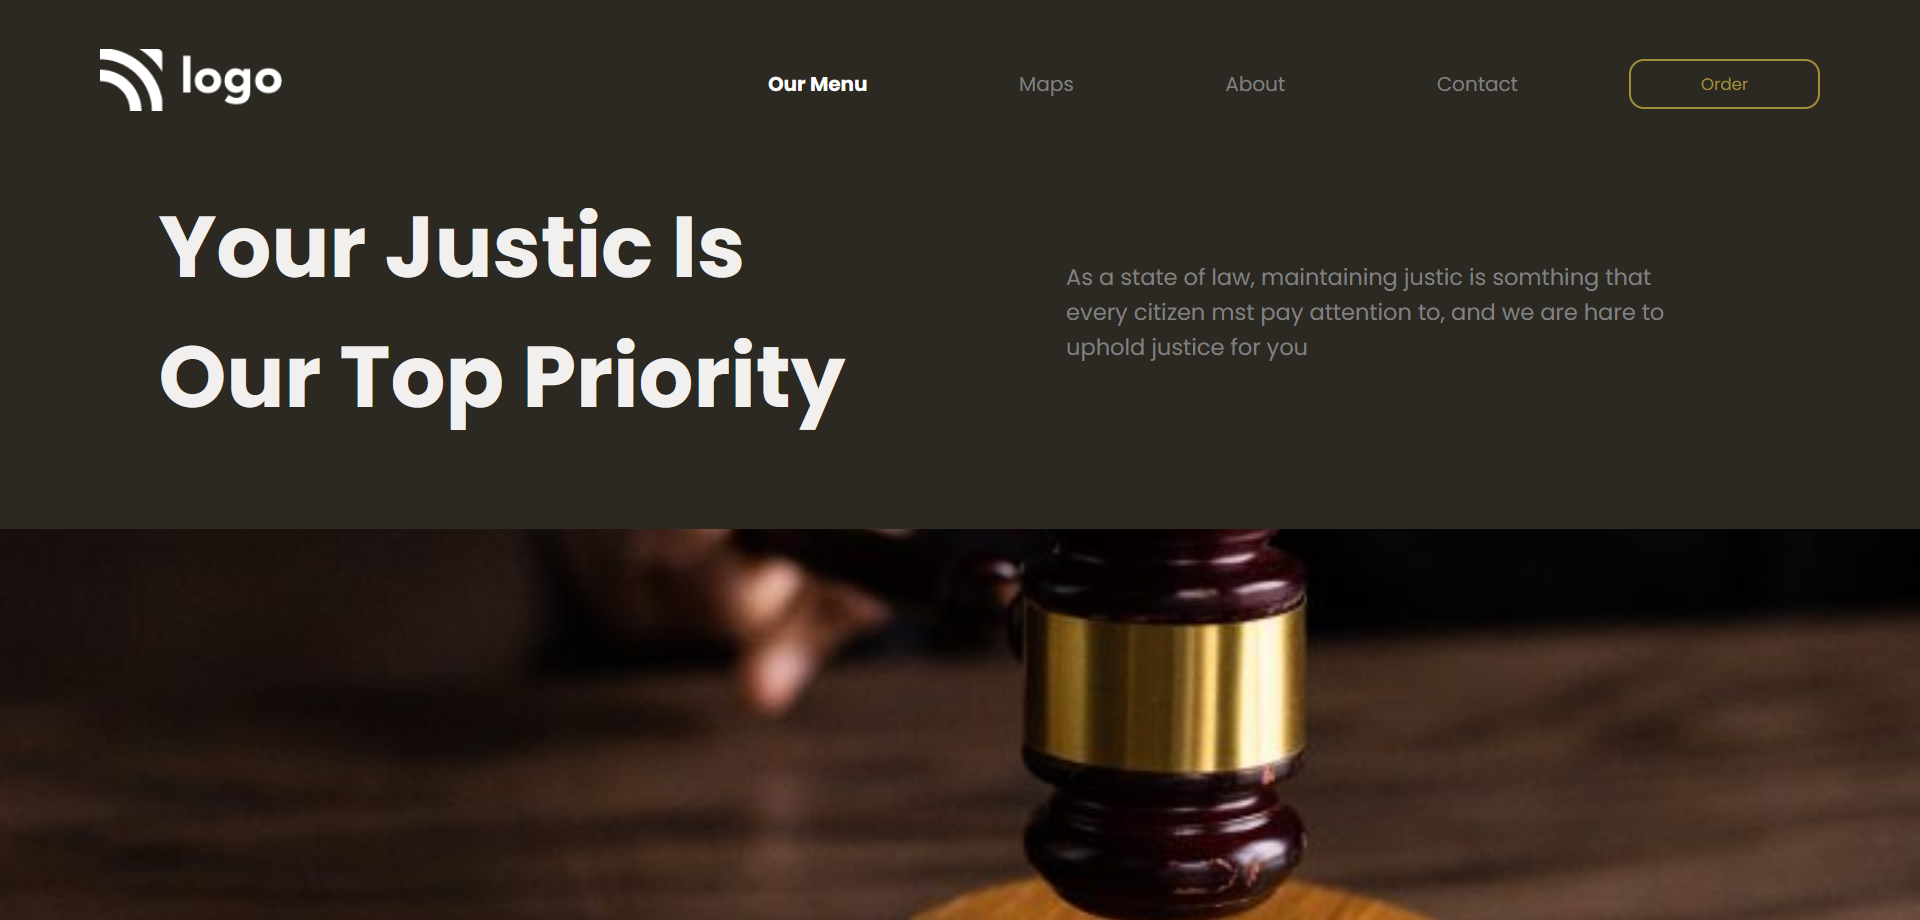 logo
Our Menu
Maps
About
Contact
Order
Your Justic Is
Our Top Priority
As a state of law, maintaining justic is somthing that
every citizen mst pay attention to, and we are hare to
uphold justice for you